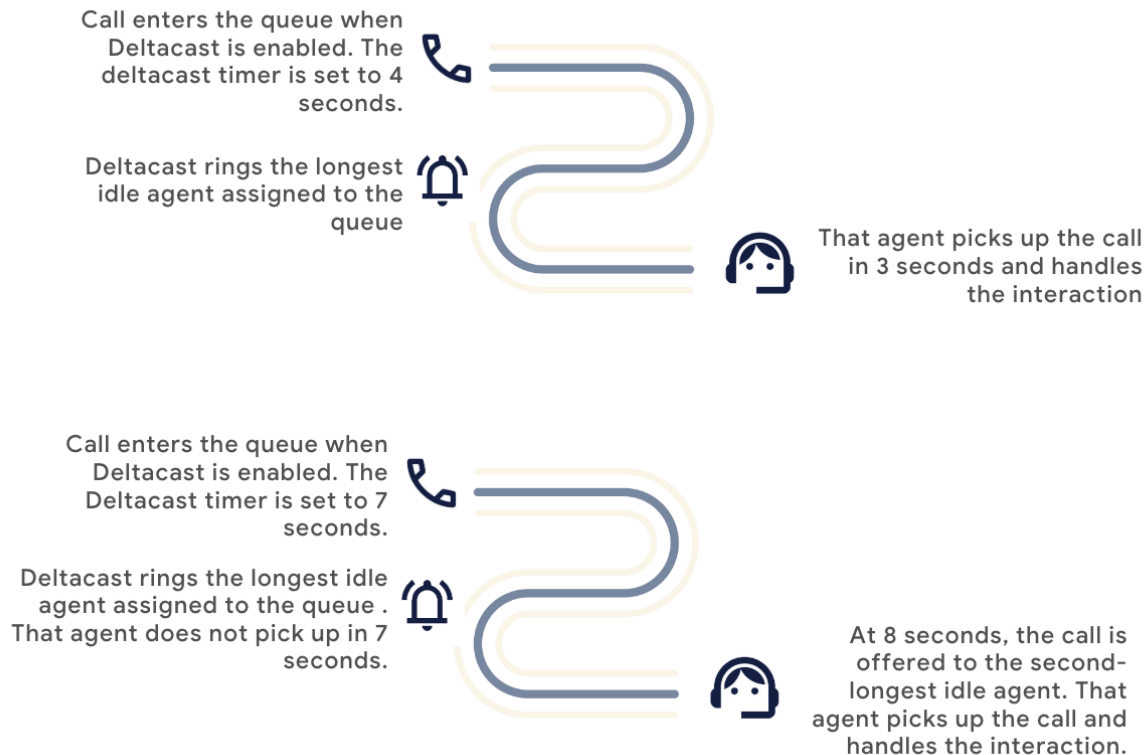 Call enters the queue when
Deltacast is enabled. The
deltacast timer is set to 4
seconds.
Deltacast rings the longest
idle agent assigned to the
queue
That agent picks up the call
in 3 seconds and handles
the interaction
Call enters the queue when
Deltacast is enabled. The
Deltacast timer is set to 7
seconds.
Deltacast rings the longest idle
agent assigned to the queue .
That agent does not pick up in 7
seconds.
At 8 seconds, the call is
offered to the second-
longest idle agent. That
agent picks up the call and
handles the interaction.